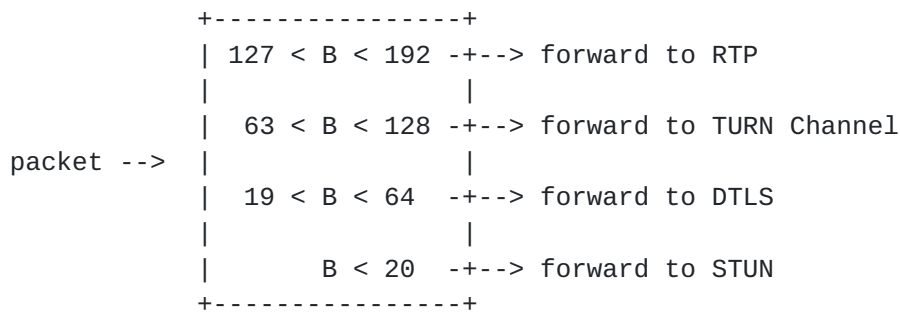 +----------------+
            | 127 < B < 192 -+--> forward to RTP
            |                |
            |  63 < B < 128 -+--> forward to TURN Channel
packet -->  |                |
            |  19 < B < 64  -+--> forward to DTLS
            |                |
            |       B < 20  -+--> forward to STUN
            +----------------+